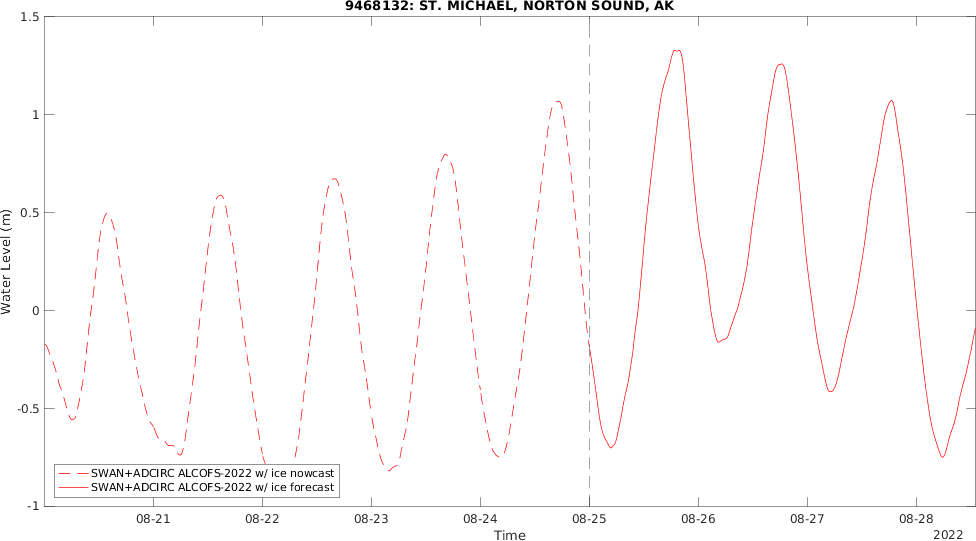 9468132: ST. MICHAEL, NORTON SOUND, AK
1.5
1
0.5
0
-0.5
-1
Water Level (m)
SWAN+ADCIRC ALCOFS-2022 w/ ice nowcast
SWAN+ADCIRC ALCOFS-2022 w/ ice forecast
08-21 08-22 08-23 08-24 08-25 08-26 08-27 08-28
Time
2022